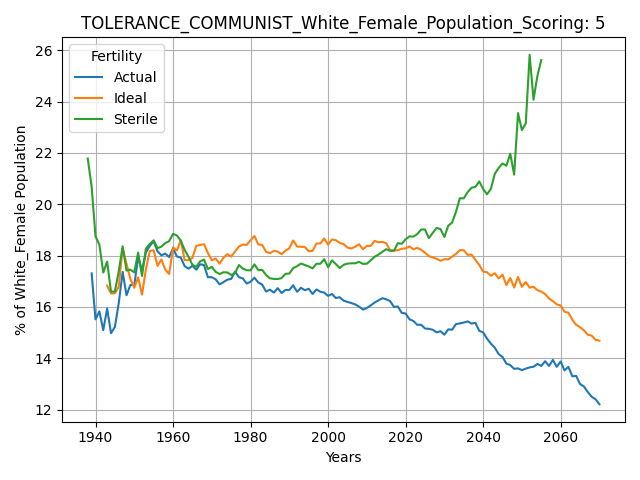 TOLERANCE_COMMUNIST_White_Female_Population_Scoring: 5
Fertility
Actual
Ideal
Sterile
% of White_Female Population
26
24
22
20
18
16
14
12
1940 1960 1980 2000 2020 2040 2060
Years